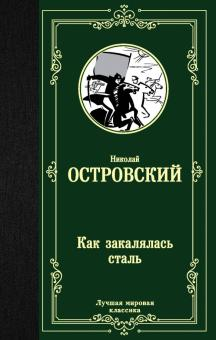 Николай
ОСТРОВСКИЙ
Как закалялась
сталь
Лучшая мировая
классика